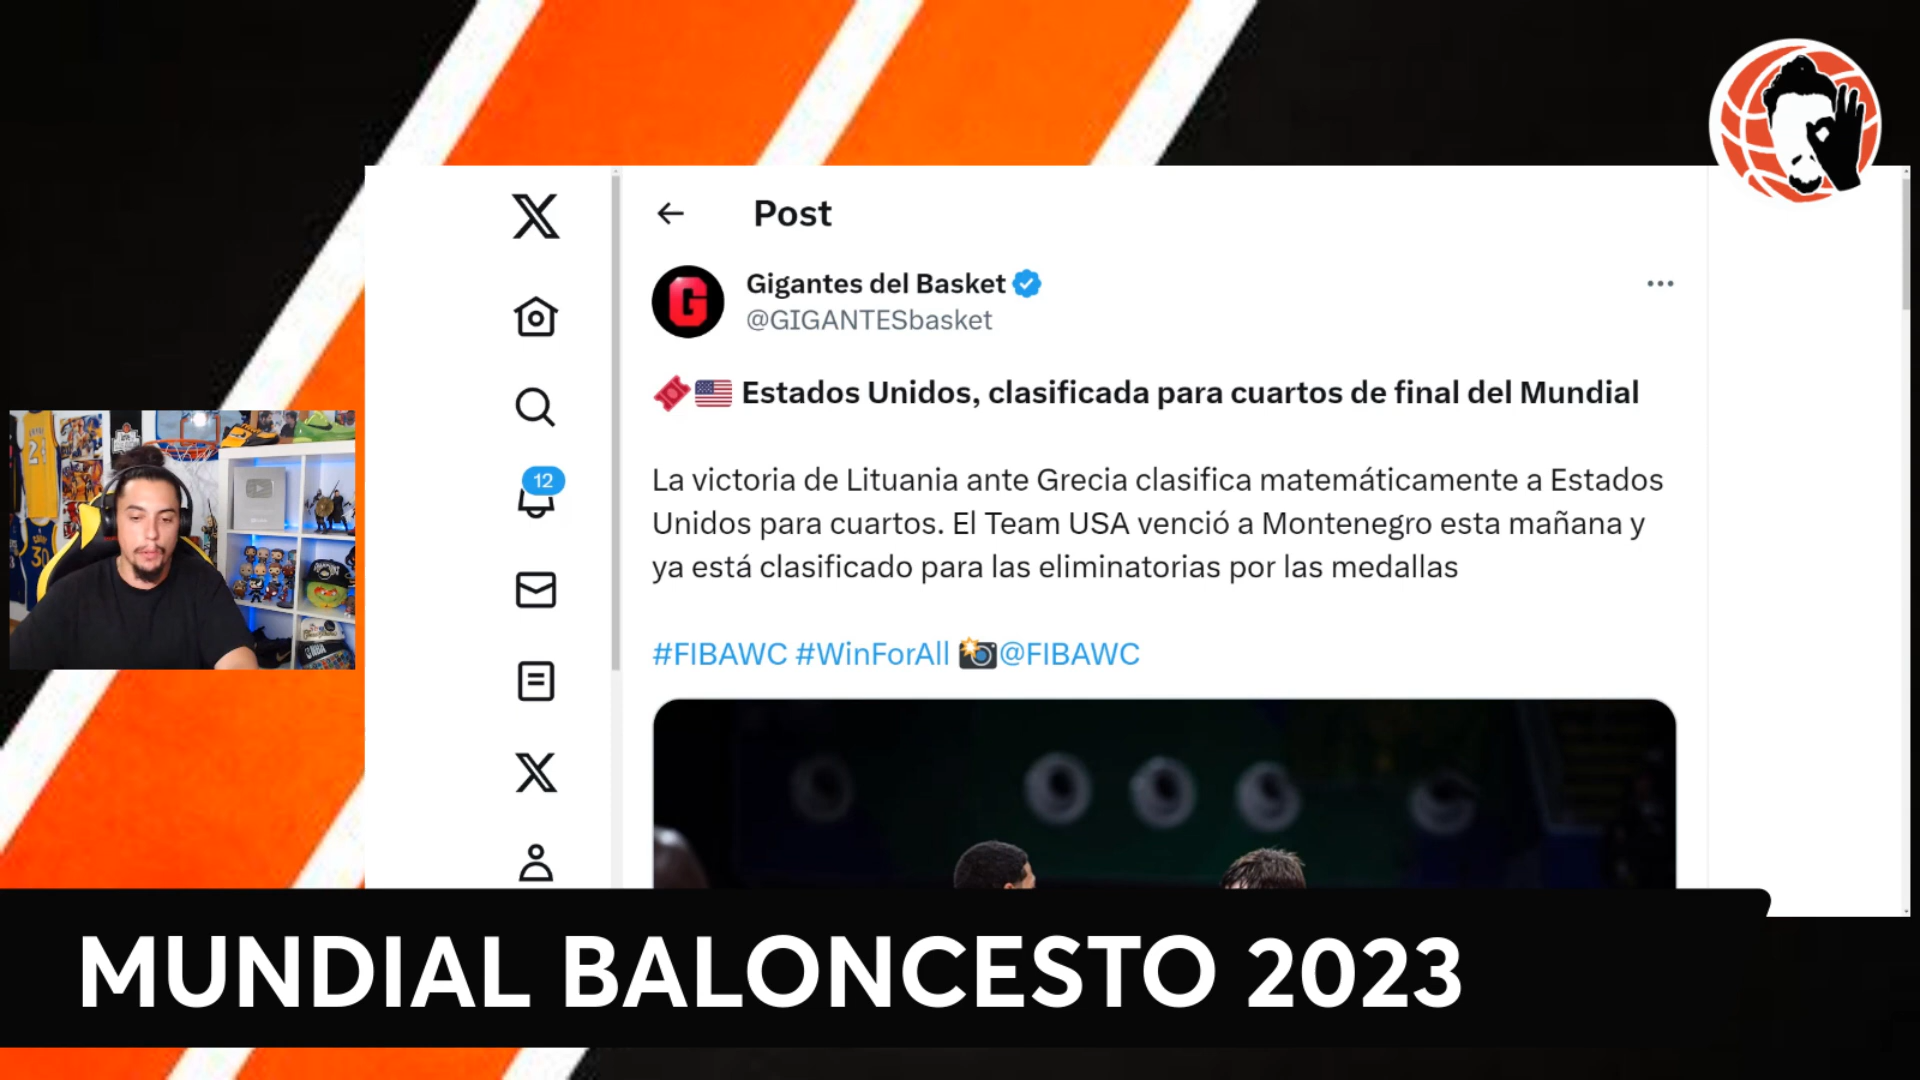 Post
Gigantes del Basket
@GIGANTESbasket
Estados Unidos, clasificada para cuartos de final del Mundial
La victoria de Lituania ante Grecia clasifica matemáticamente a Estados
Unidos para cuartos. El Team USA venció a Montenegro esta mañana y
ya está clasificado para las eliminatorias por las medallas
#FIBAWC #WinForAll @FIBAWC
12
G
30
MUNDIAL BALONCESTO 2023